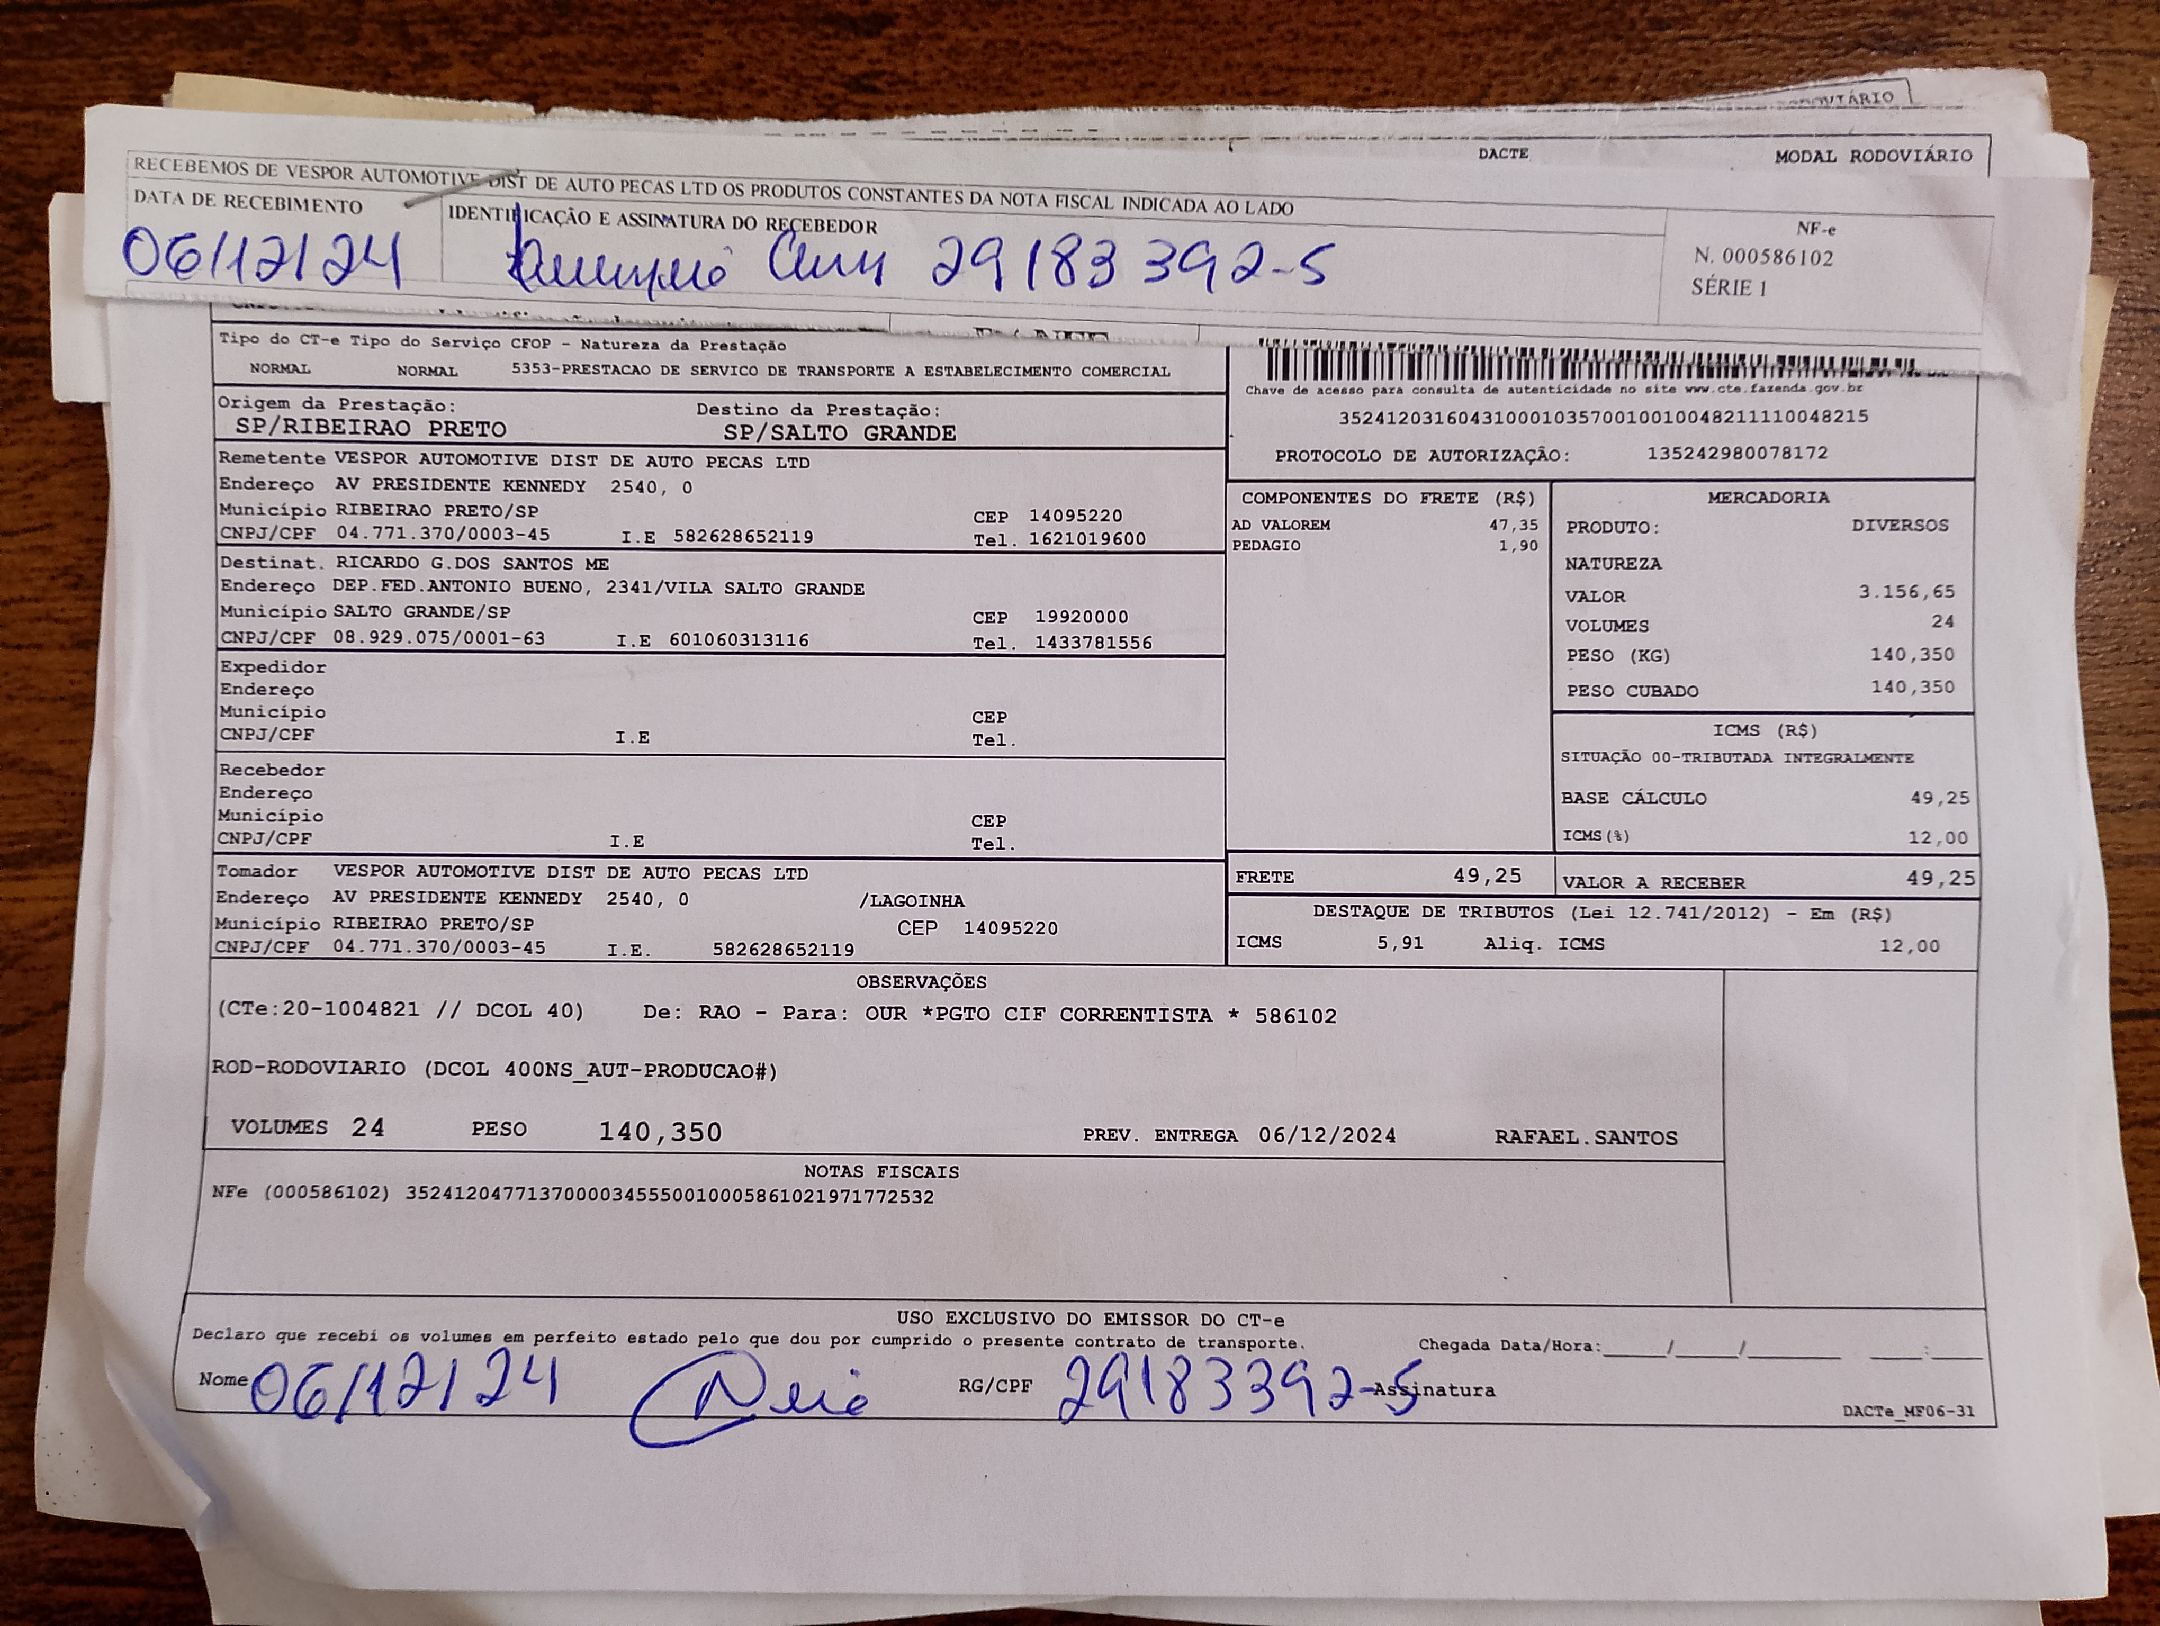 DACTE MODAL RODOVIÁRIO
RECEBEMOS DE VESPOR AUTOMOTIVE DIST DE AUTO PECAS LTD OS PRODUTOS CONSTANTES DA NOTA FISCAL INDICADA AO LADO
DATA DE RECEBIMENTO
IDENTIFICAÇÃO E ASSINATURA DO RECEBEDOR
06/12/24
29183392-5
NF-e
N. 000586102
SÉRIE 1
Tipo do CT-e Tipo do Serviço CFOP - Natureza da Prestação
NORMAL NORMAL 5353-PRESTACAO DE SERVICO DE TRANSPORTE A ESTABELECIMENTO COMERCIAL
Chave de acesso para consulta de autenticidade no site www.cte.fazenda.gov.br
35241203160431000103570010010048211110048215
PROTOCOLO DE AUTORIZAÇÃO: 135242980078172
Origem da Prestação: Destino da Prestação:
SP/RIBEIRAO PRETO SP/SALTO GRANDE
Remetente VESPOR AUTOMOTIVE DIST DE AUTO PECAS LTD
Endereço AV PRESIDENTE KENNEDY 2540, 0
Município RIBEIRAO PRETO/SP CEP 14095220
CNPJ/CPF 04.771.370/0003-45 I.E 582628652119 Tel. 1621019600
Destinat. RICARDO G.DOS SANTOS ME
Endereço DEP.FED.ANTONIO BUENO, 2341/VILA SALTO GRANDE
Município SALTO GRANDE/SP CEP 19920000
CNPJ/CPF 08.929.075/0001-63 I.E 601060313116 Tel. 1433781556
Expedidor
Endereço
Município CEP
CNPJ/CPF I.E Tel.
Recebedor
Endereço
Município CEP
CNPJ/CPF I.E Tel.
Tomador VESPOR AUTOMOTIVE DIST DE AUTO PECAS LTD
Endereço AV PRESIDENTE KENNEDY 2540, 0 /LAGOINHA
Município RIBEIRAO PRETO/SP CEP 14095220
CNPJ/CPF 04.771.370/0003-45 I.E. 582628652119
COMPONENTES DO FRETE (R$)
AD VALOREM 47,35
PEDAGIO 1,90
MERCADORIA
PRODUTO: DIVERSOS
NATUREZA
VALOR 3.156,65
VOLUMES 24
PESO (KG) 140,350
PESO CUBADO 140,350
ICMS (R$)
SITUAÇÃO 00-TRIBUTADA INTEGRALMENTE
BASE CÁLCULO 49,25
ICMS(%) 12,00
FRETE 49,25 VALOR A RECEBER 49,25
DESTAQUE DE TRIBUTOS (Lei 12.741/2012) - Em (R$)
ICMS 5,91 Aliq. ICMS 12,00
OBSERVAÇÕES
(CTe:20-1004821 // DCOL 40) De: RAO - Para: OUR *PGTO CIF CORRENTISTA * 586102
ROD-RODOVIARIO (DCOL 400NS_AUT-PRODUCAO#)
VOLUMES 24 PESO 140,350 PREV. ENTREGA 06/12/2024 RAFAEL.SANTOS
NOTAS FISCAIS
NFe (000586102) 35241204771370000345550010005861021971772532
USO EXCLUSIVO DO EMISSOR DO CT-e
Declaro que recebi os volumes em perfeito estado pelo que dou por cumprido o presente contrato de transporte. Chegada Data/Hora:____/____/______ ____:____
Nome 06/12/24 RG/CPF 29183392-5 Assinatura
DACTe_MF06-31